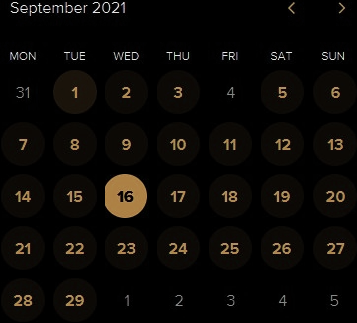 September 2021
MON TUE WED THU FRI SAT SUN
31 1 2 3 4 5 6
7 8 9 10 11 12 13
14 15 16 17 18 19 20
21 22 23 24 25 26 27
28 29 1 2 3 4 5